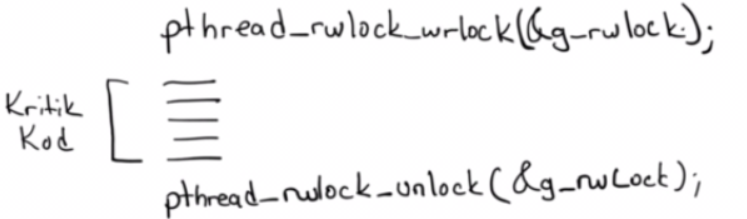 pthread_rwlock_wrlock(&g_rwlock);
Kritik
Kod
pthread_rwlock_unlock(&g_rwLock);